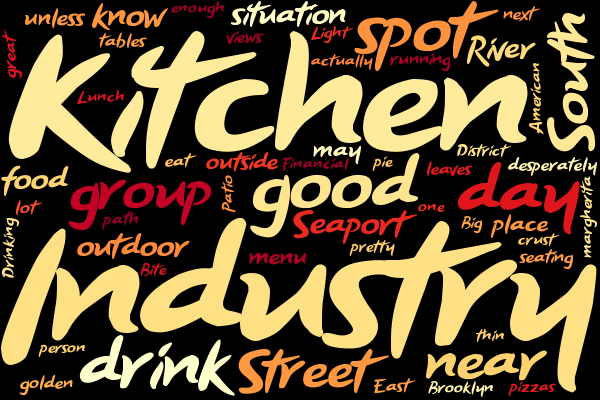 unless know enough situation next
tables views Light spot River
great actually running
Kitchen South
Lunch American
eat outside Financial may pie District
food group Patio good leaves day desperately
lot path Seaport one Big place margherita
Drinking outdoor pretty crust
Bite menu seating
Industry
person thin
golden drink Street East near
Brooklyn pizzas